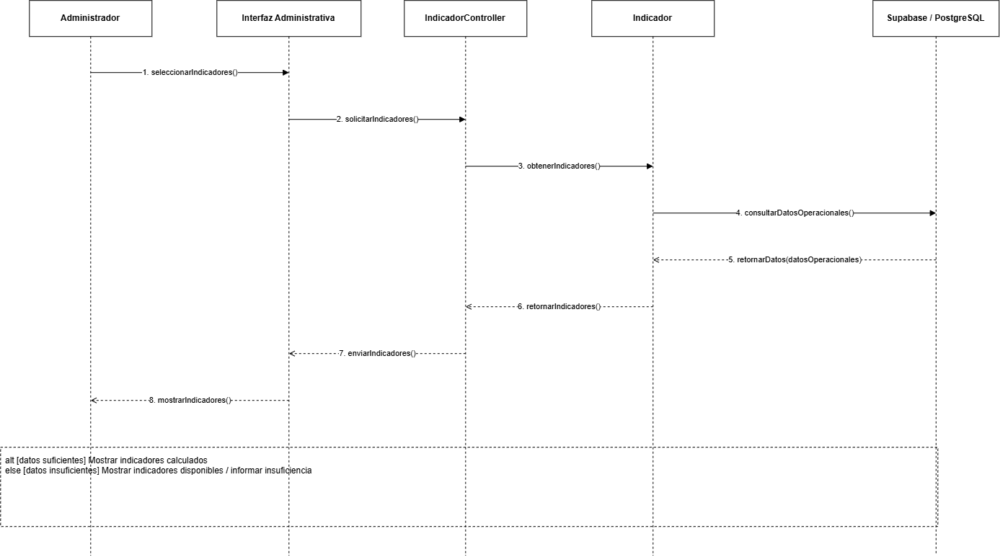 Administrador
Interfaz Administrativa
IndicadorController
Indicador
Supabase / PostgreSQL
1. seleccionarIndicadores()
2. solicitarIndicadores()
3. obtenerIndicadores()
4. consultarDatosOperacionales()
5. retornarDatos(datosOperacionales)
6. retornarIndicadores()
7. enviarIndicadores()
8. mostrarIndicadores()
alt [datos suficientes] Mostrar indicadores calculados
else [datos insuficientes] Mostrar indicadores disponibles / informar insuficiencia